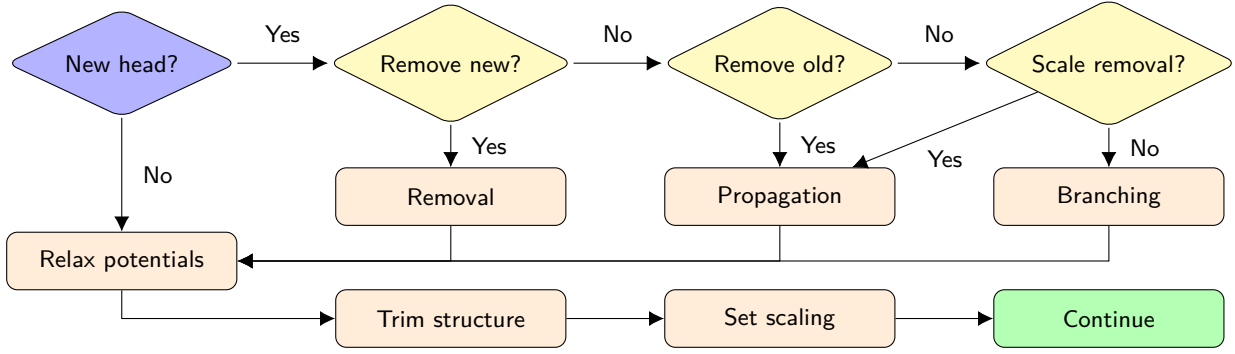 New head?
Yes
Remove new?
No
Remove old?
No
Scale removal?
No
Yes
Yes
Yes
No
Removal
Propagation
Branching
Relax potentials
Trim structure
Set scaling
Continue